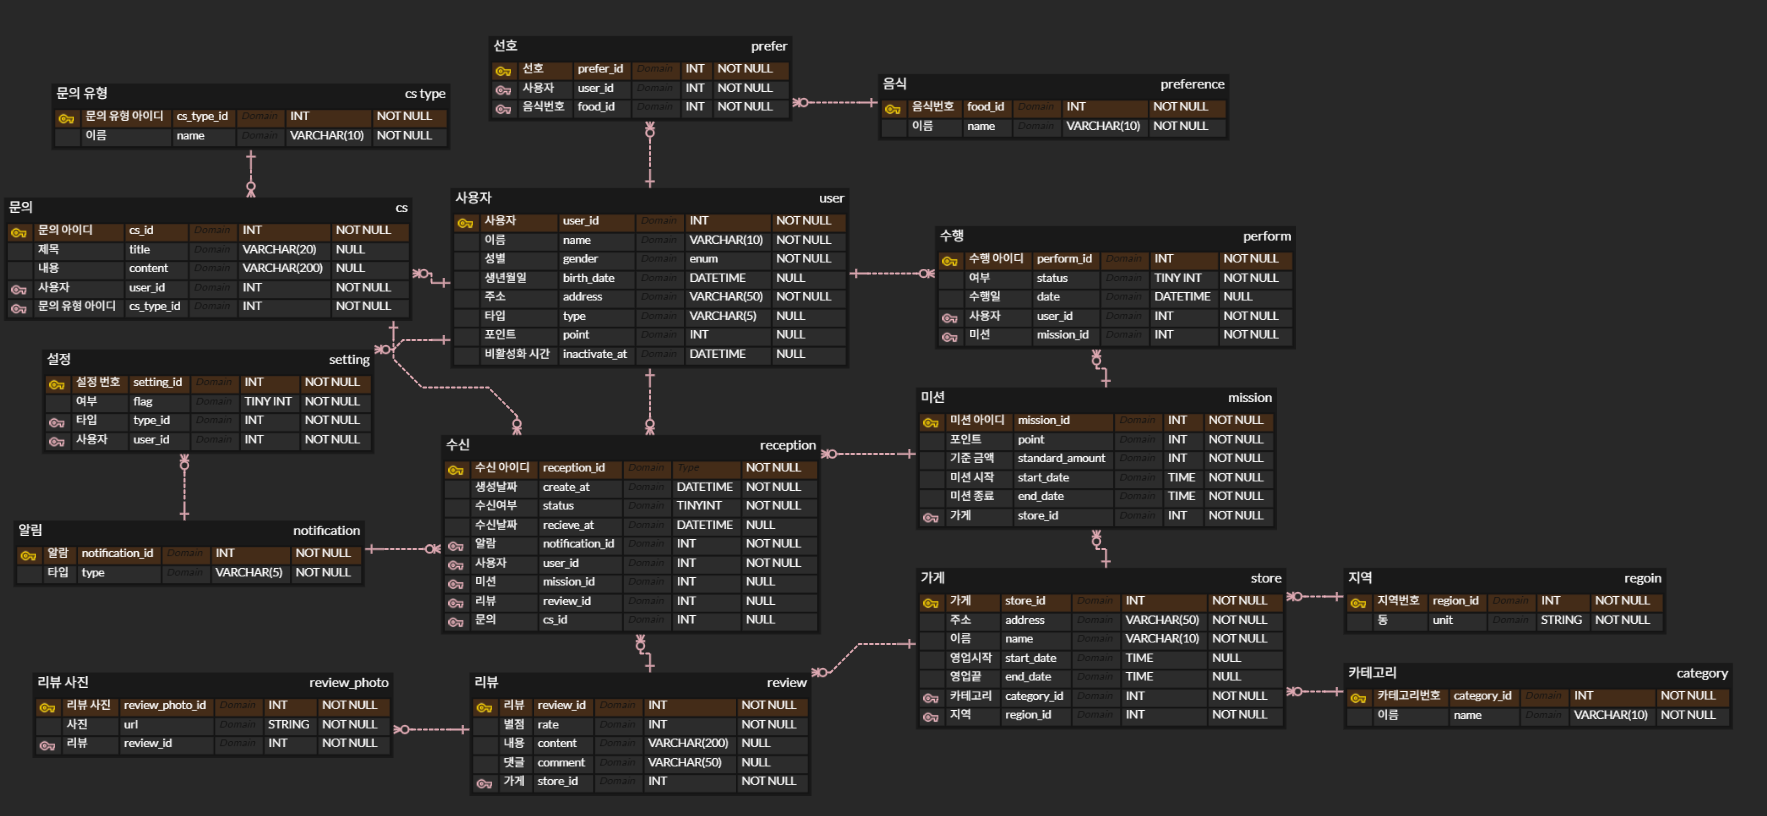 선호 prefer
선호 prefer_id Domain INT NOT NULL
사용자 user_id Domain INT NOT NULL
음식번호 food_id Domain INT NOT NULL
음식 preference
음식번호 food_id Domain INT NOT NULL
이름 name Domain VARCHAR(10) NOT NULL
문의 유형 cs type
문의 유형 아이디 cs_type_id Domain INT NOT NULL
이름 name Domain VARCHAR(10) NOT NULL
문의 cs
문의 아이디 cs_id Domain INT NOT NULL
제목 title Domain VARCHAR(20) NULL
내용 content Domain VARCHAR(200) NULL
사용자 user_id Domain INT NOT NULL
문의 유형 아이디 cs_type_id Domain INT NOT NULL
사용자 user
사용자 user_id Domain INT NOT NULL
이름 name Domain VARCHAR(10) NOT NULL
성별 gender Domain enum NOT NULL
생년월일 birth_date Domain DATETIME NULL
주소 address Domain VARCHAR(50) NOT NULL
타입 type Domain VARCHAR(5) NULL
포인트 point Domain INT NULL
비활성화 시간 inactivate_at Domain DATETIME NULL
수행 perform
수행 아이디 perform_id Domain INT NOT NULL
여부 status Domain TINY INT NOT NULL
수행일 date Domain DATETIME NULL
사용자 user_id Domain INT NOT NULL
미션 mission_id Domain INT NOT NULL
설정 setting
설정 번호 setting_id Domain INT NOT NULL
여부 flag Domain TINY INT NOT NULL
타입 type_id Domain INT NOT NULL
사용자 user_id Domain INT NOT NULL
미션 mission
미션 아이디 mission_id Domain INT NOT NULL
포인트 point Domain INT NOT NULL
기준 금액 standard_amount Domain INT NOT NULL
미션 시작 start_date Domain TIME NOT NULL
미션 종료 end_date Domain TIME NOT NULL
가게 store_id Domain INT NOT NULL
수신 reception
수신 아이디 reception_id Domain Type NOT NULL
생성날짜 create_at Domain DATETIME NOT NULL
수신여부 status Domain TINYINT NOT NULL
수신날짜 recieve_at Domain DATETIME NULL
알람 notification_id Domain INT NOT NULL
사용자 user_id Domain INT NOT NULL
미션 mission_id Domain INT NULL
리뷰 review_id Domain INT NULL
문의 cs_id Domain INT NULL
알림 notification
알람 notification_id Domain INT NOT NULL
타입 type Domain VARCHAR(5) NOT NULL
가게 store
가게 store_id Domain INT NOT NULL
주소 address Domain VARCHAR(50) NOT NULL
이름 name Domain VARCHAR(10) NOT NULL
영업시작 start_date Domain TIME NULL
영업끝 end_date Domain TIME NULL
카테고리 category_id Domain INT NOT NULL
지역 region_id Domain INT NOT NULL
지역 regoin
지역번호 region_id Domain INT NOT NULL
동 unit Domain STRING NOT NULL
카테고리 category
카테고리번호 category_id Domain INT NOT NULL
이름 name Domain VARCHAR(10) NOT NULL
리뷰 사진 review_photo
리뷰 사진 review_photo_id Domain INT NOT NULL
사진 url Domain STRING NOT NULL
리뷰 review_id Domain INT NOT NULL
리뷰 review
리뷰 review_id Domain INT NOT NULL
별점 rate Domain INT NOT NULL
내용 content Domain VARCHAR(200) NULL
댓글 comment Domain VARCHAR(50) NULL
가게 store_id Domain INT NOT NULL